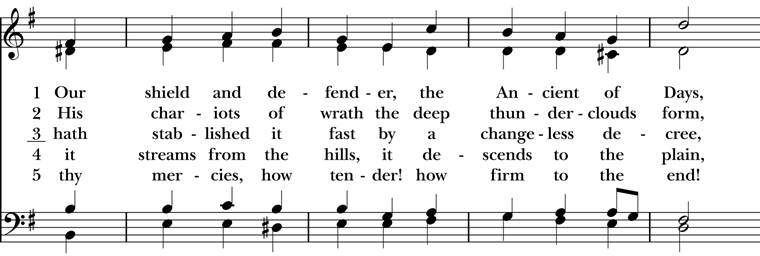 1 Our shield and de - fend - er, the An - cient of Days,
2 His char - iots of wrath the deep thun - der - clouds form,
3 hath stab - lished it fast by a change - less de - cree,
4 it streams from the hills, it de - scends to the plain,
5 thy mer - cies, how ten - der! how firm to the end!